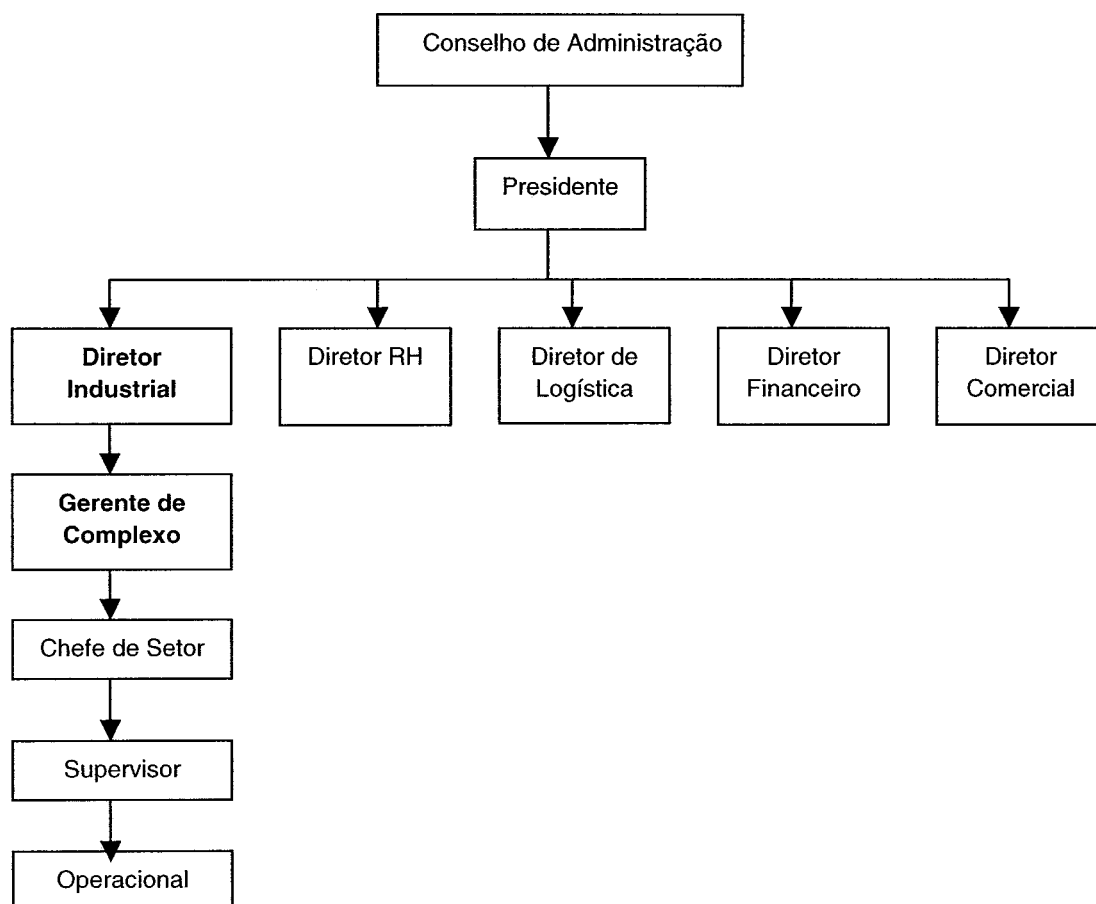 Conselho de Administração
Presidente
Diretor
Industrial
Diretor RH
Diretor de
Logística
Diretor
Financeiro
Diretor
Comercial
Gerente de
Complexo
Chefe de Setor
Supervisor
Operacional